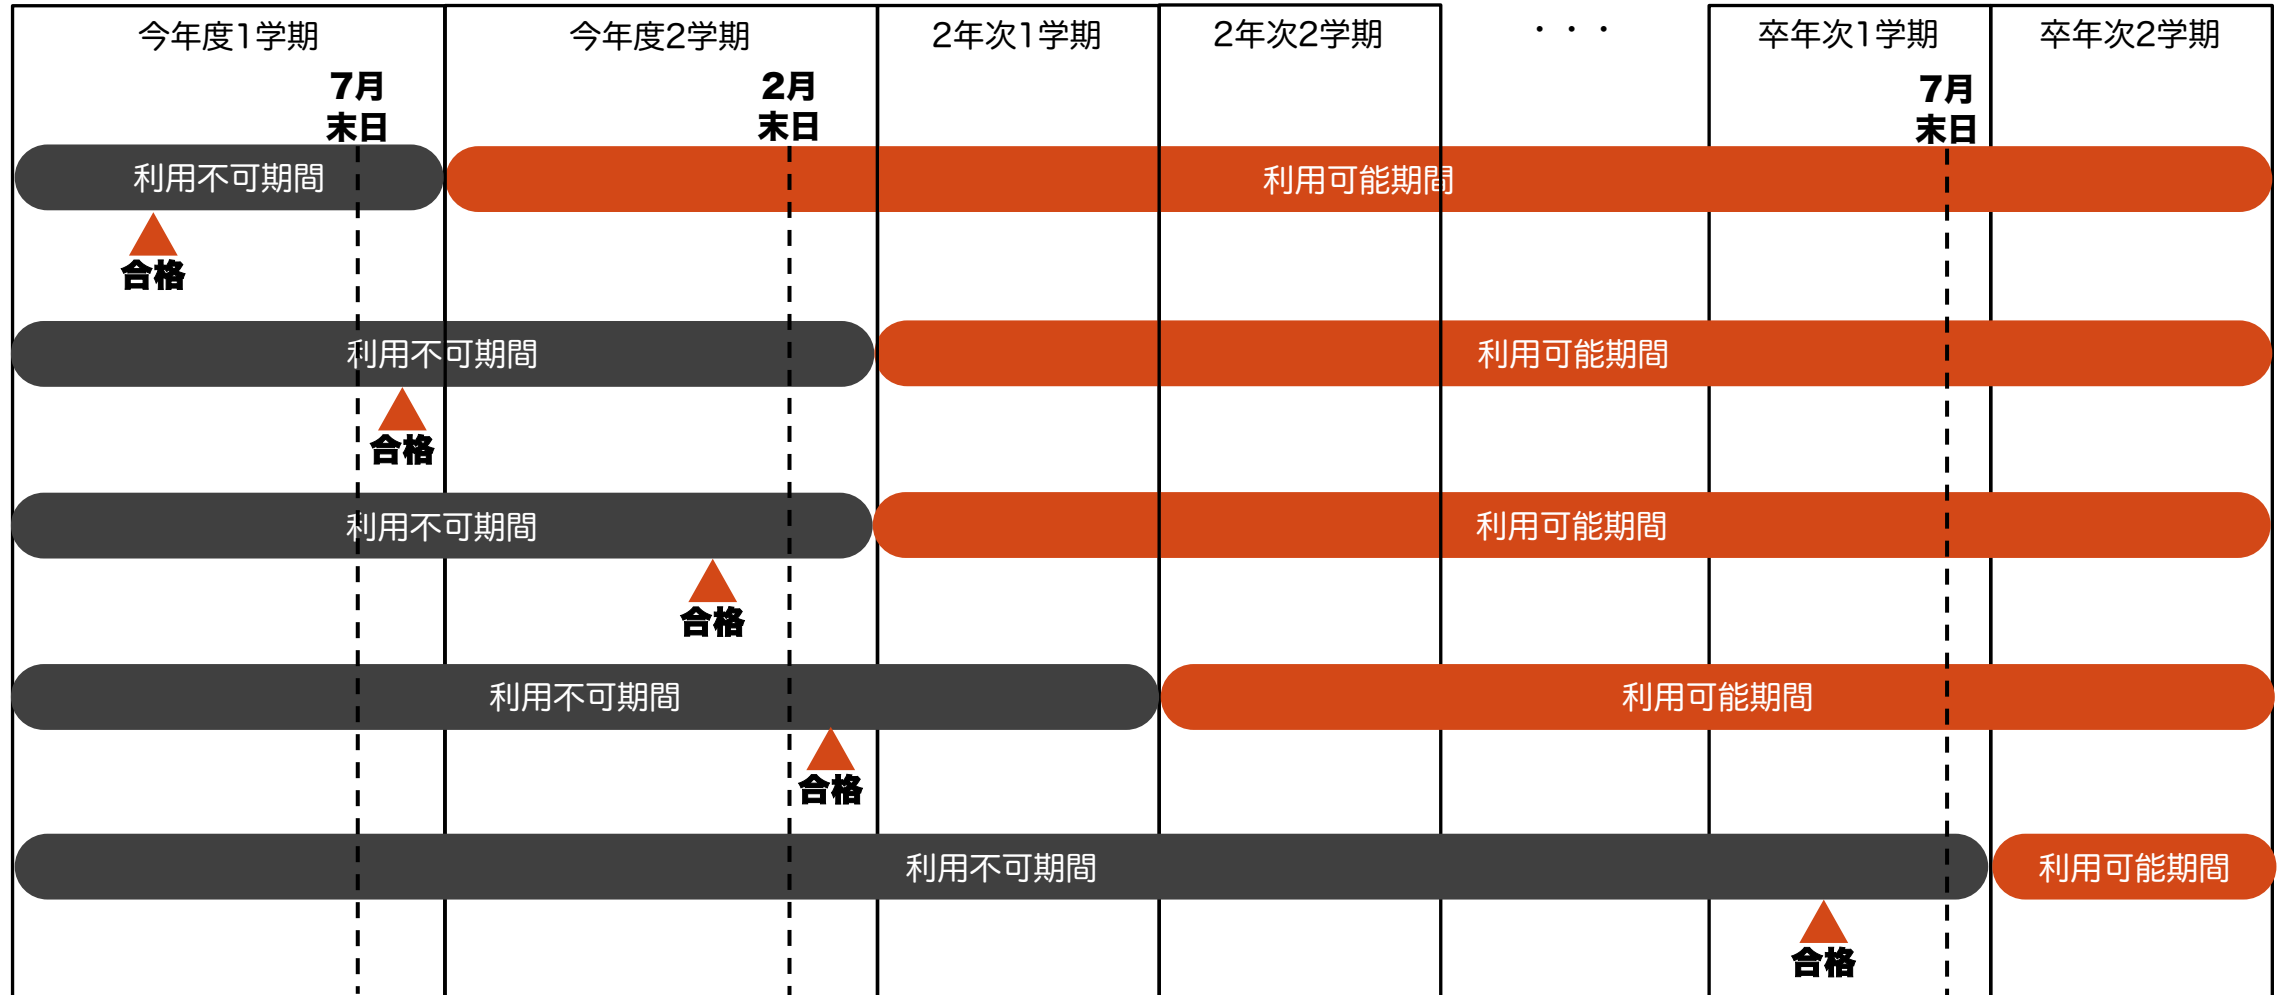 今年度1学期
今年度2学期
2年次1学期
2年次2学期
・・・
卒年次1学期
卒年次2学期
7月
末日
2月
末日
7月
末日
利用不可期間
利用可能期間
合格
利用不可期間
利用可能期間
合格
利用不可期間
利用可能期間
合格
利用不可期間
利用可能期間
合格
利用不可期間
利用可能期間
合格